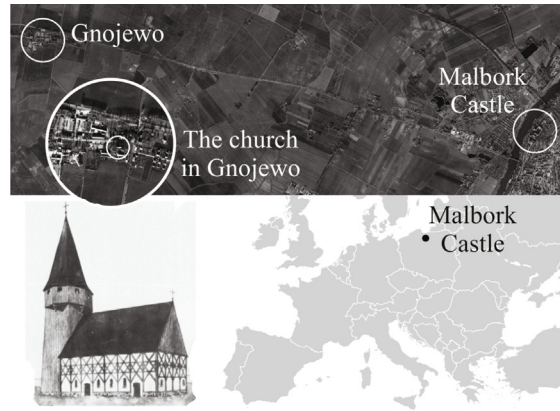 Gnojewo
Malbork
Castle
The church
in Gnojewo
Malbork
Castle